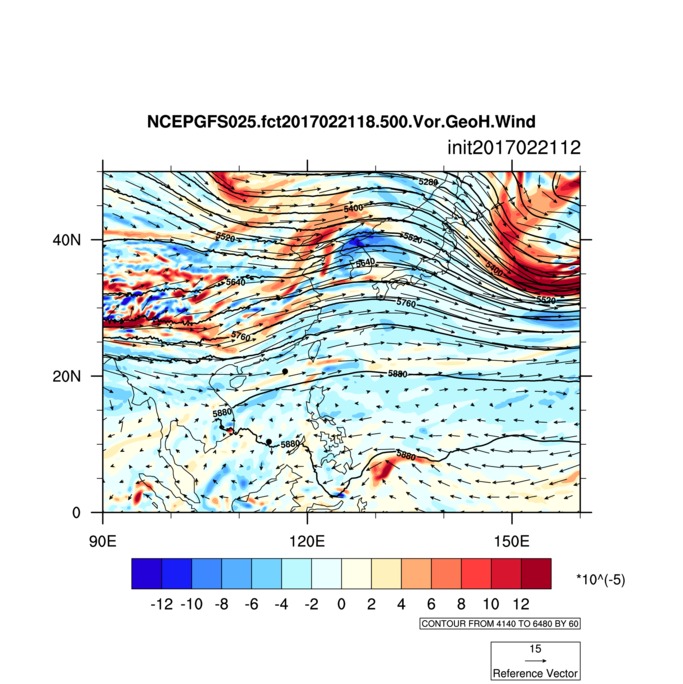 NCEPGFS025.fct2017022118.500.Vor.GeoH.Wind
init2017022112
5280
5400
5520
5520
40N
5640
5400
5640
5520
5760
5760
20N
5880
5880
5880
5880
0
90E 120E 150E
-12 -10 -8 -6 -4 -2 0 2 4 6 8 10 12
*10^(-5)
CONTOUR FROM 4140 TO 6480 BY 60
15
Reference Vector